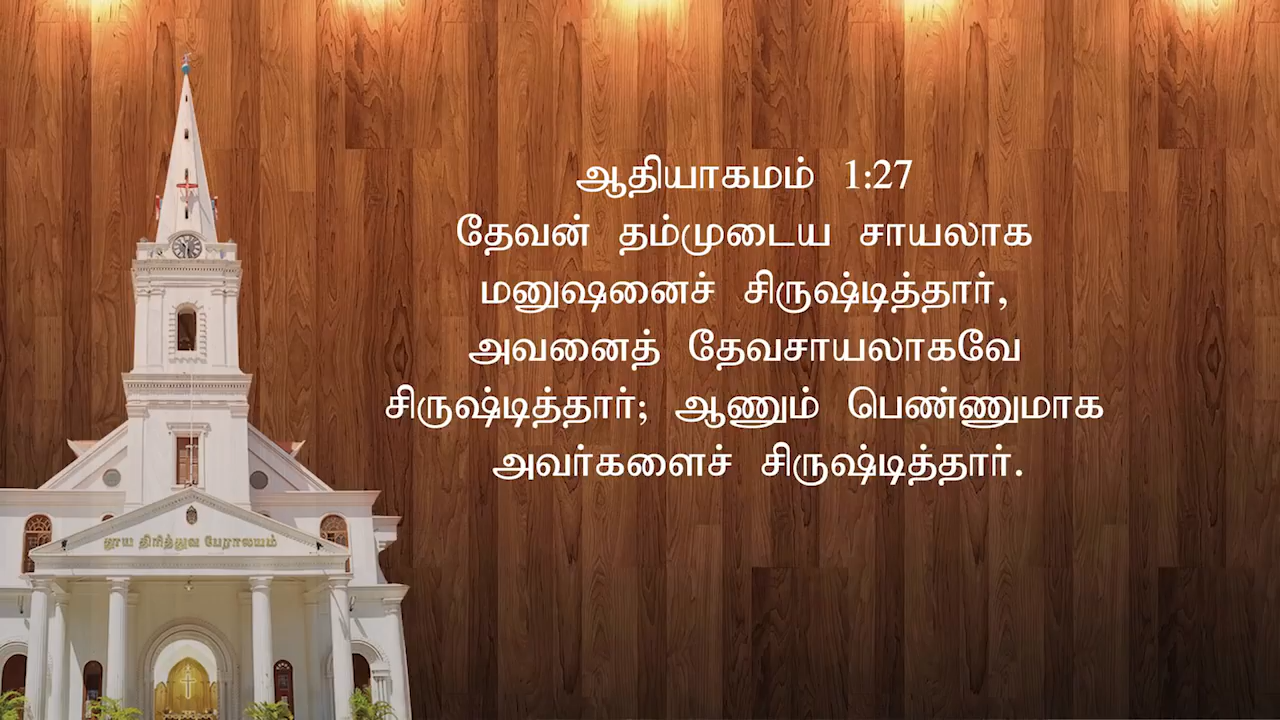 ஆதியாகமம் 1:27
தேவன் தம்முடைய சாயலாக
மனுஷனைச் சிருஷ்டித்தார்,
அவனைத் தேவசாயலாகவே
சிருஷ்டித்தார்; ஆணும் பெண்ணுமாக
அவர்களைச் சிருஷ்டித்தார்.
தூய திரித்துவ பேராலயம்